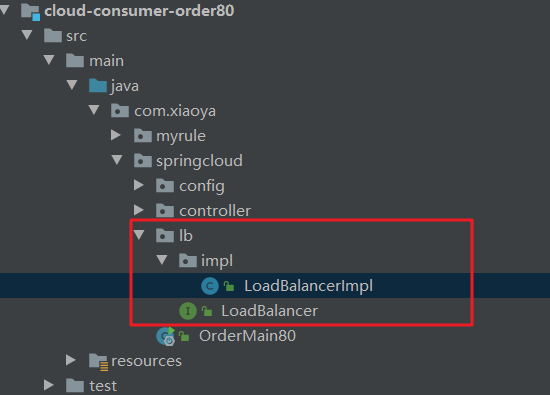 cloud-consumer-order80
src
main
java
com.xiaoya
myrule
springcloud
config
controller
lb
impl
LoadBalancerImpl
LoadBalancer
OrderMain80
resources
test